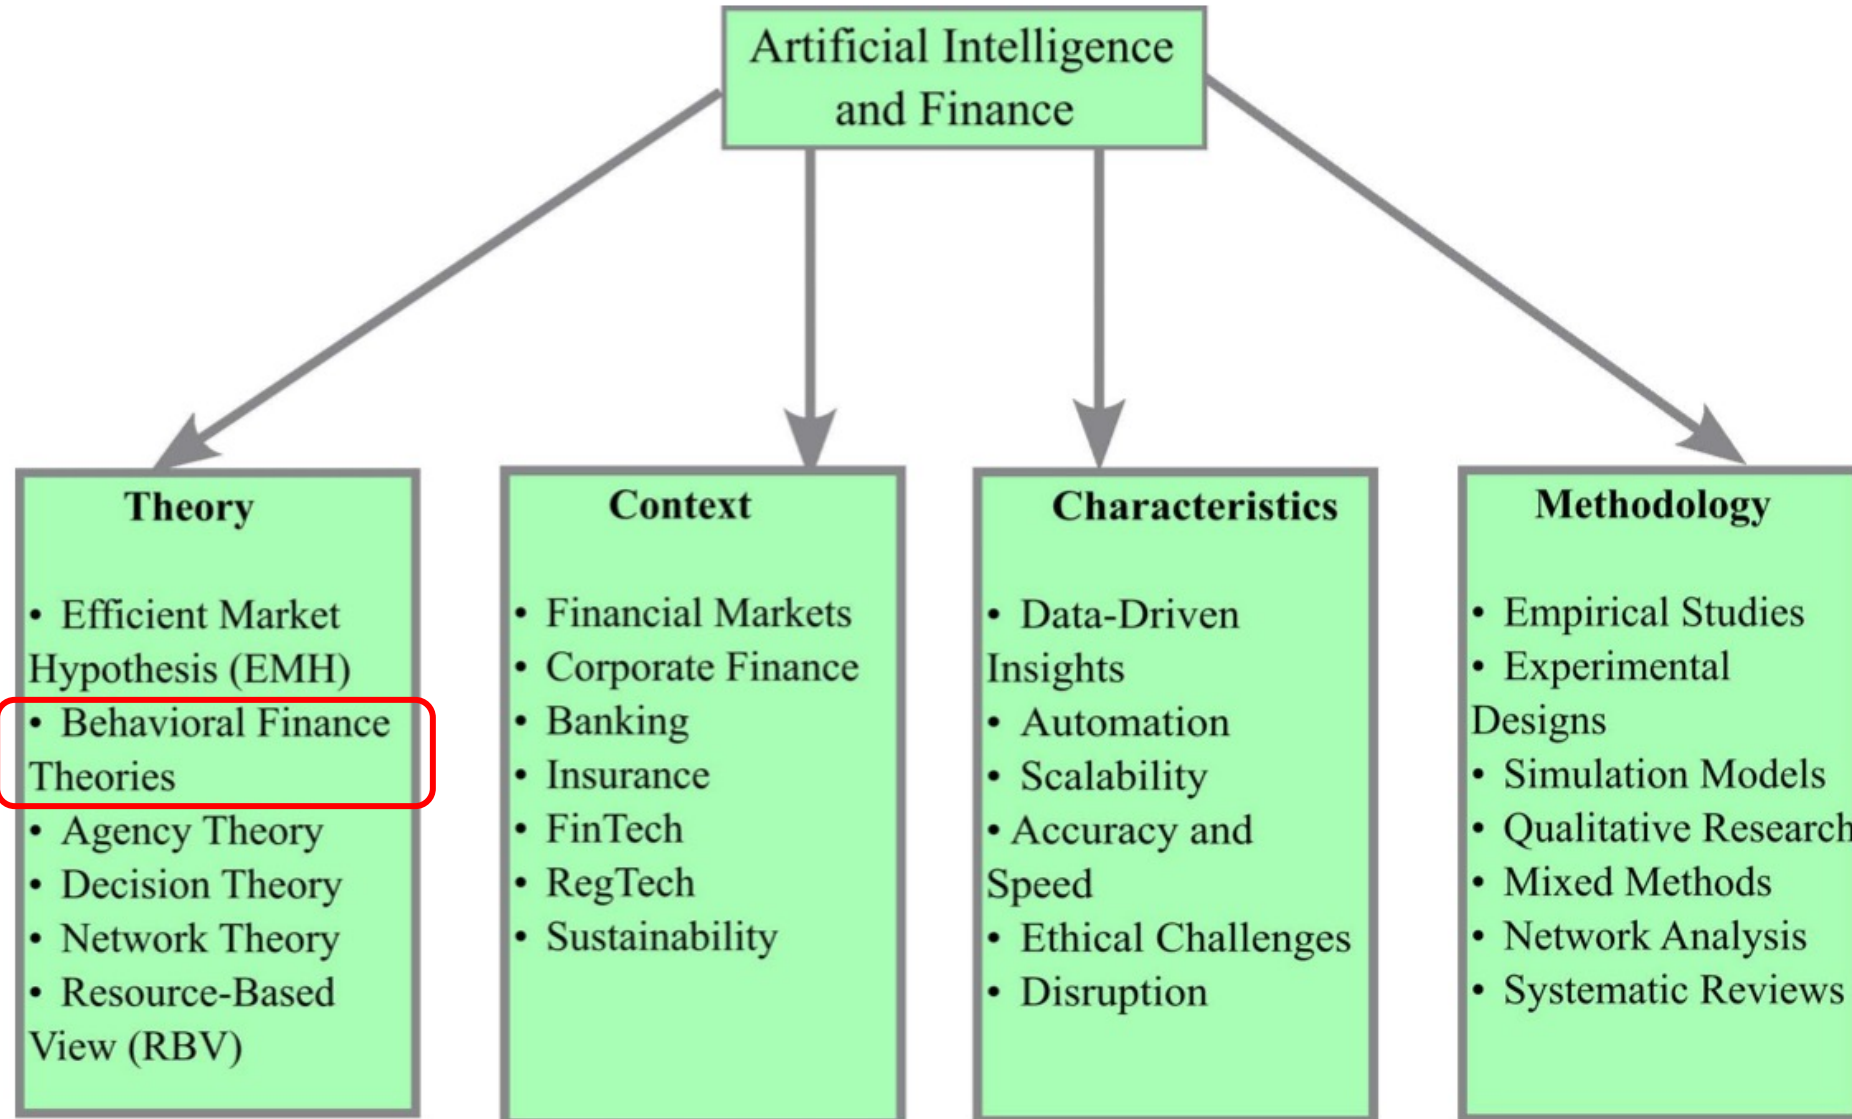 Artificial Intelligence
and Finance
Theory
• Efficient Market
Hypothesis (EMH)
• Behavioral Finance
Theories
• Agency Theory
• Decision Theory
• Network Theory
• Resource-Based
View (RBV)
Context
• Financial Markets
• Corporate Finance
• Banking
• Insurance
• FinTech
• RegTech
• Sustainability
Characteristics
• Data-Driven
Insights
• Automation
• Scalability
• Accuracy and
Speed
• Ethical Challenges
• Disruption
Methodology
• Empirical Studies
• Experimental
Designs
• Simulation Models
• Qualitative Research
• Mixed Methods
• Network Analysis
• Systematic Reviews